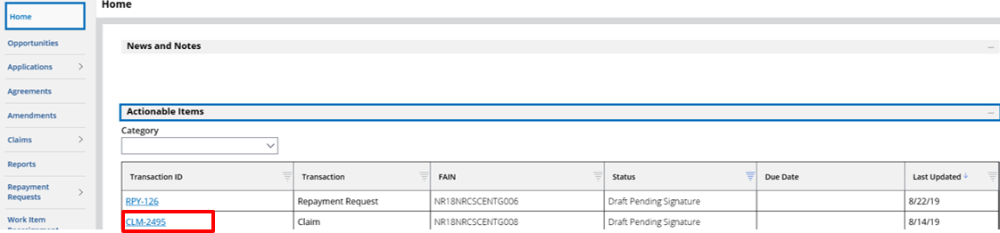 Home
Opportunities
Applications
Agreements
Amendments
Claims
Reports
Repayment
Requests
Work Item
Home
News and Notes
Actionable Items
Category
Transaction ID Transaction FAIN Status Due Date Last Updated
RPY-126 Repayment Request NR18NRCSCENTG006 Draft Pending Signature 8/22/19
CLM-2495 Claim NR18NRCSCENTG008 Draft Pending Signature 8/14/19